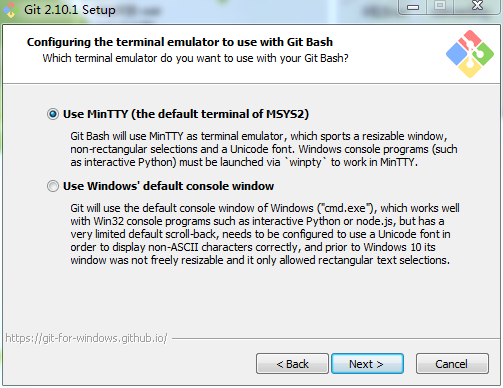 Git 2.10.1 Setup
Configuring the terminal emulator to use with Git Bash
Which terminal emulator do you want to use with your Git Bash?
Use MinTTY (the default terminal of MSYS2)
Git Bash will use MinTTY as terminal emulator, which sports a resizable window,
non-rectangular selections and a Unicode font. Windows console programs (such
as interactive Python) must be launched via `winpty` to work in MinTTY.
Use Windows' default console window
Git will use the default console window of Windows ("cmd.exe"), which works well
with Win32 console programs such as interactive Python or node.js, but has a
very limited default scroll-back, needs to be configured to use a Unicode font in
order to display non-ASCII characters correctly, and prior to Windows 10 its
window was not freely resizable and it only allowed rectangular text selections.
https://git-for-windows.github.io/
< Back
Next >
Cancel